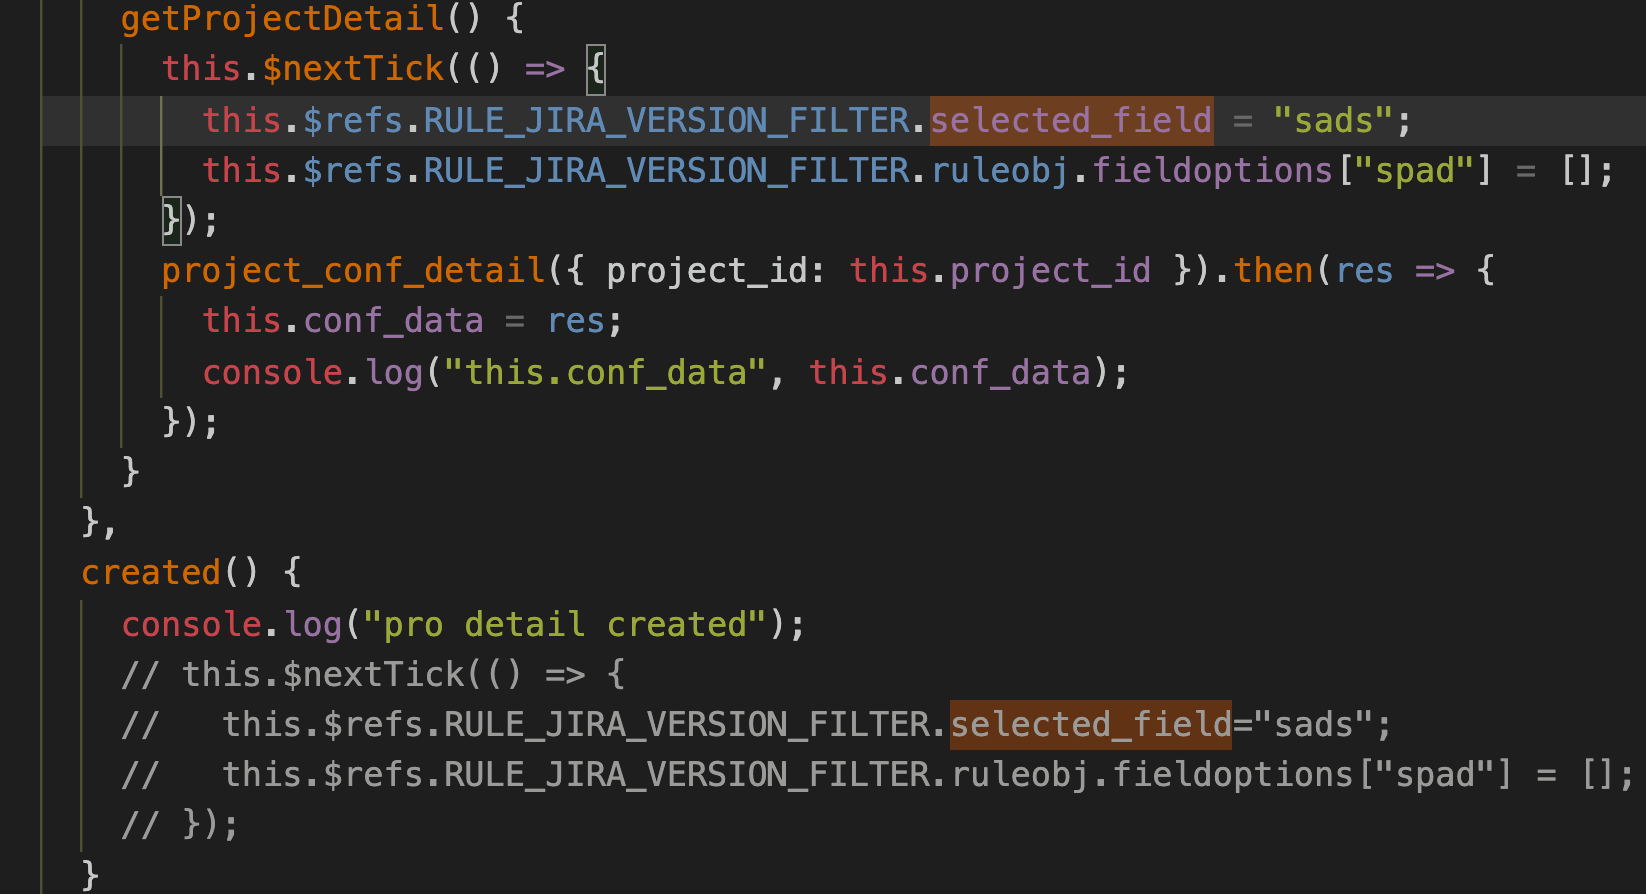 getProjectDetail() {
this.$nextTick(() => {
this.$refs.RULE_JIRA_VERSION_FILTER.selected_field = "sads";
this.$refs.RULE_JIRA_VERSION_FILTER.ruleobj.fieldoptions["spad"] = [];
});
project_conf_detail({ project_id: this.project_id }).then(res => {
this.conf_data = res;
console.log("this.conf_data", this.conf_data);
});
}
},
created() {
console.log("pro detail created");
// this.$nextTick(() => {
//   this.$refs.RULE_JIRA_VERSION_FILTER.selected_field="sads";
//   this.$refs.RULE_JIRA_VERSION_FILTER.ruleobj.fieldoptions["spad"] = [];
// });
}